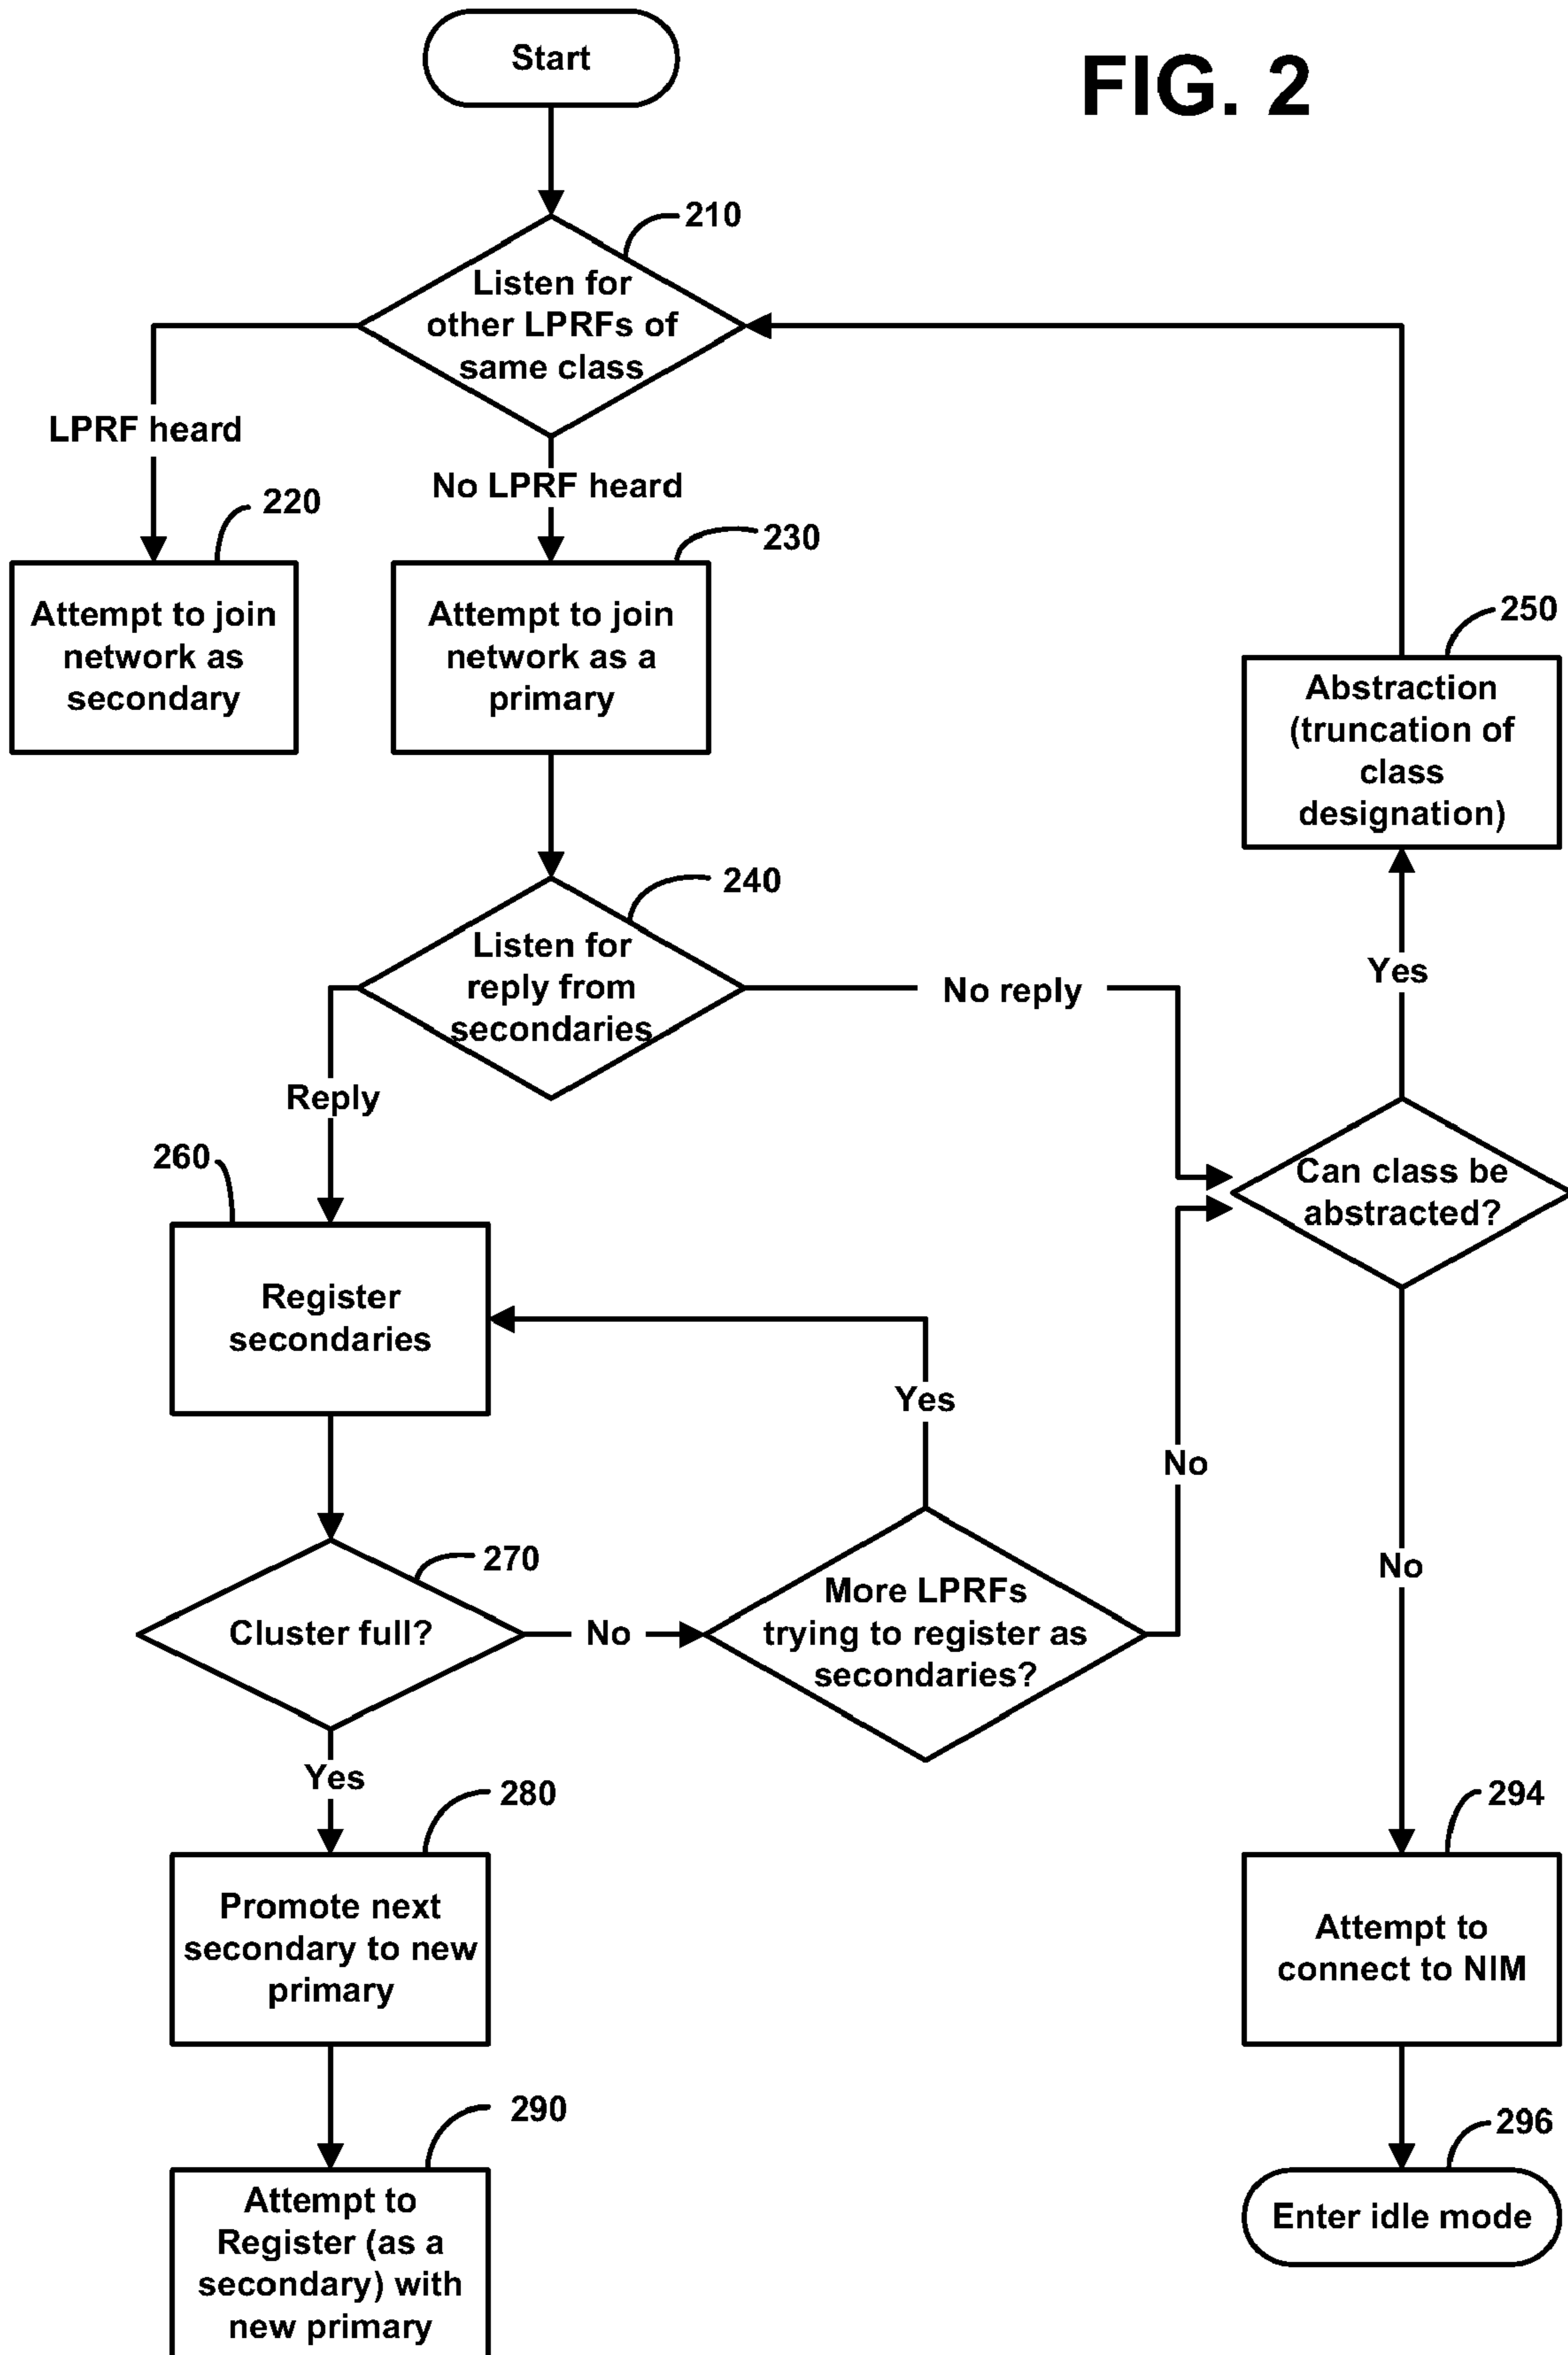 FIG. 2
Start
210
Listen for
other LPRFs of
same class
LPRF heard
No LPRF heard
220
230
Attempt to join
network as
secondary
Attempt to join
network as a
primary
250
Abstraction
(truncation of
class
designation)
240
Listen for
reply from
secondaries
No reply
Yes
Reply
260
Can class be
abstracted?
Register
secondaries
Yes
No
270
Cluster full?
No
More LPRFs
trying to register as
secondaries?
No
Yes
280
Promote next
secondary to new
primary
294
Attempt to
connect to NIM
290
Attempt to
Register (as a
secondary) with
new primary
296
Enter idle mode